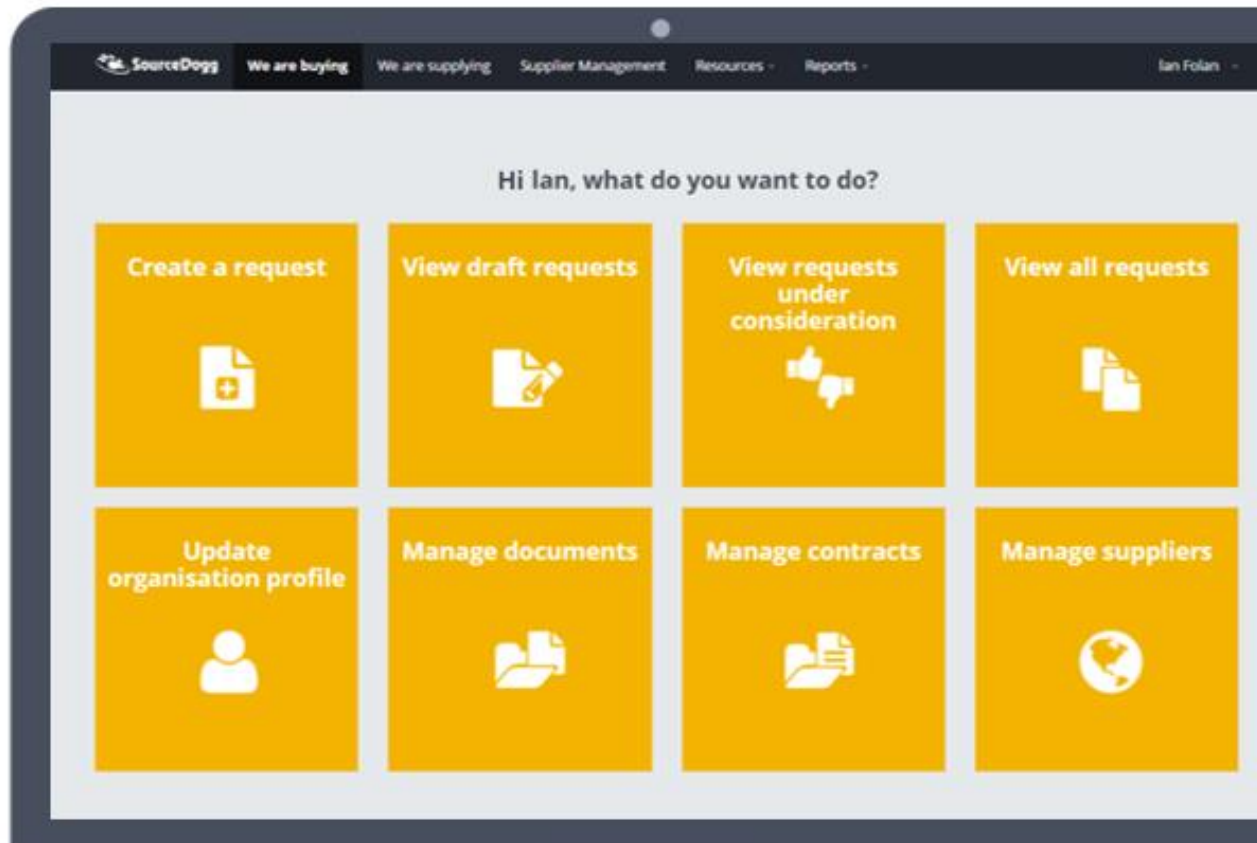 SourceDogg We are buying We are supplying Supplier Management Resources Reports Ian Folan
Hi Ian, what do you want to do?
Create a request
View draft requests
View requests
under
consideration
View all requests
Update
organisation profile
Manage documents
Manage contracts
Manage suppliers